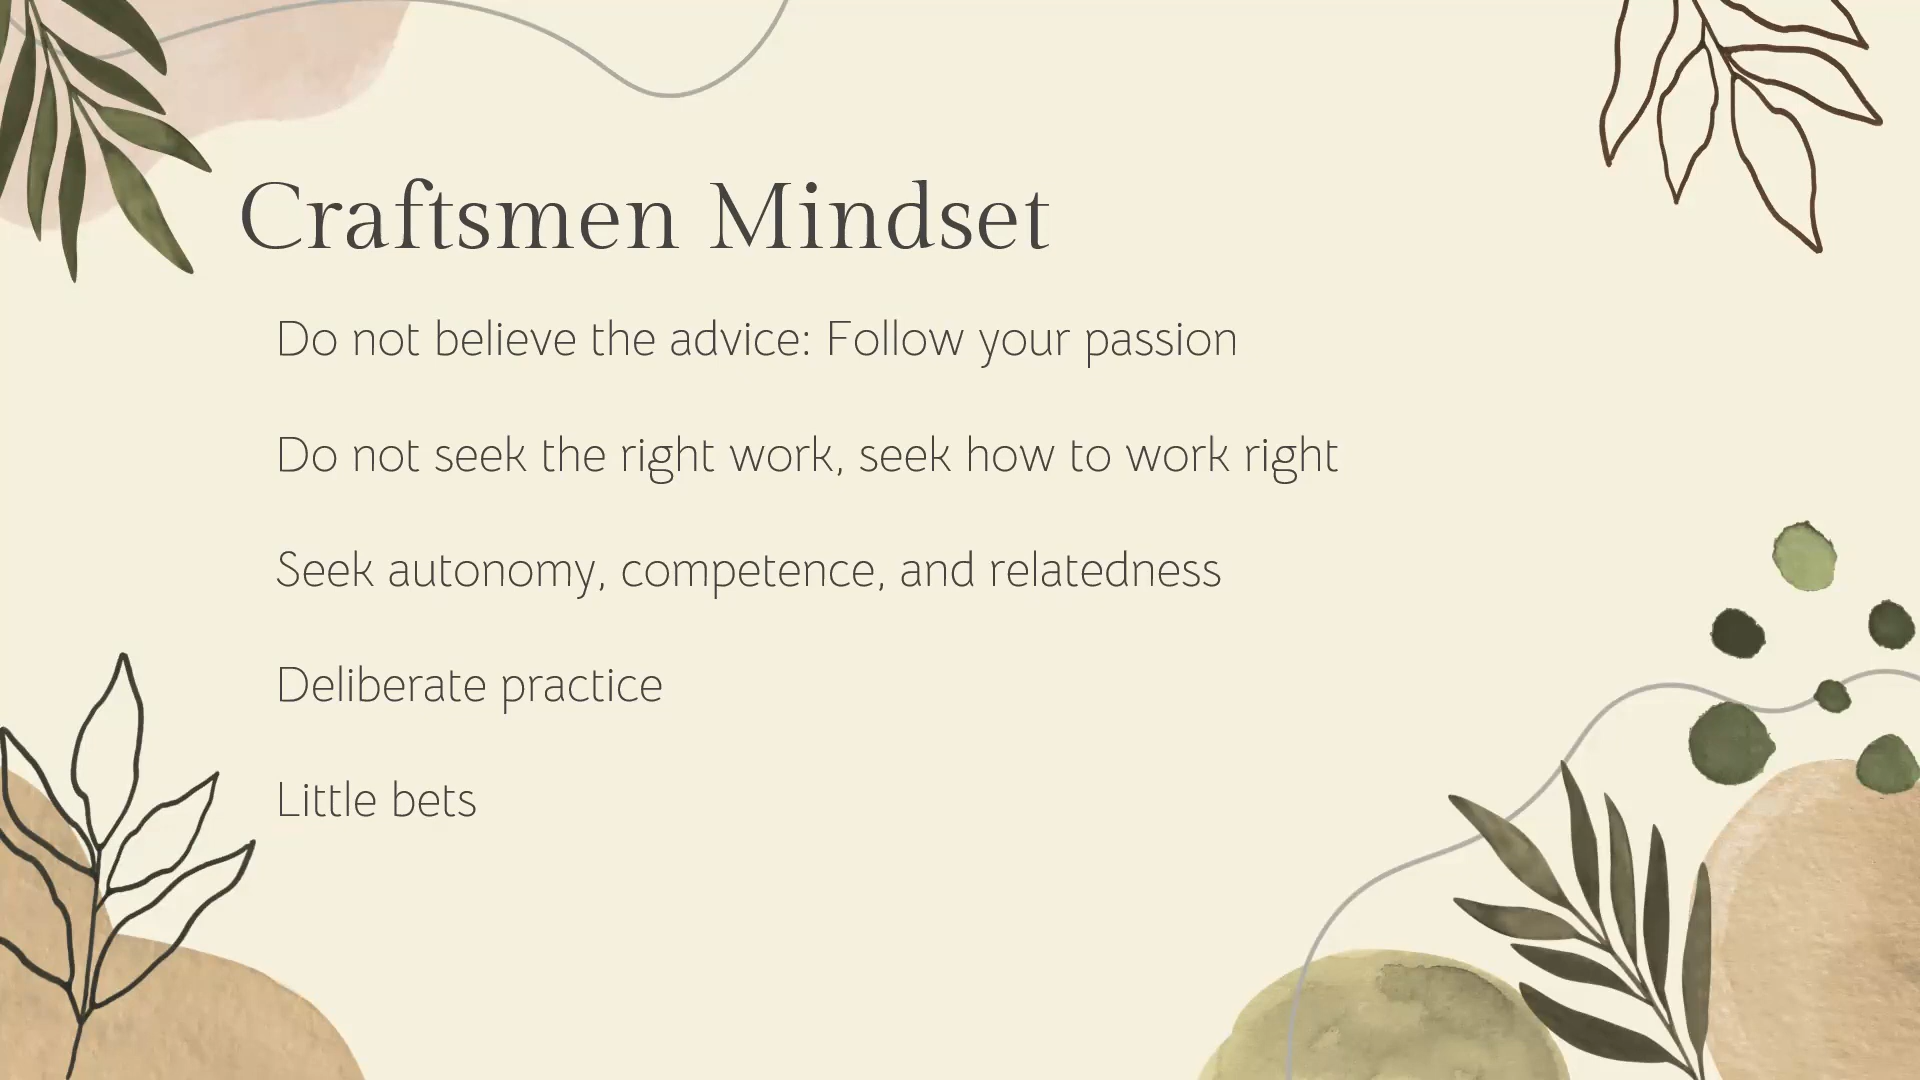 Craftsmen Mindset
Do not believe the advice: Follow your passion
Do not seek the right work, seek how to work right
Seek autonomy, competence, and relatedness
Deliberate practice
Little bets